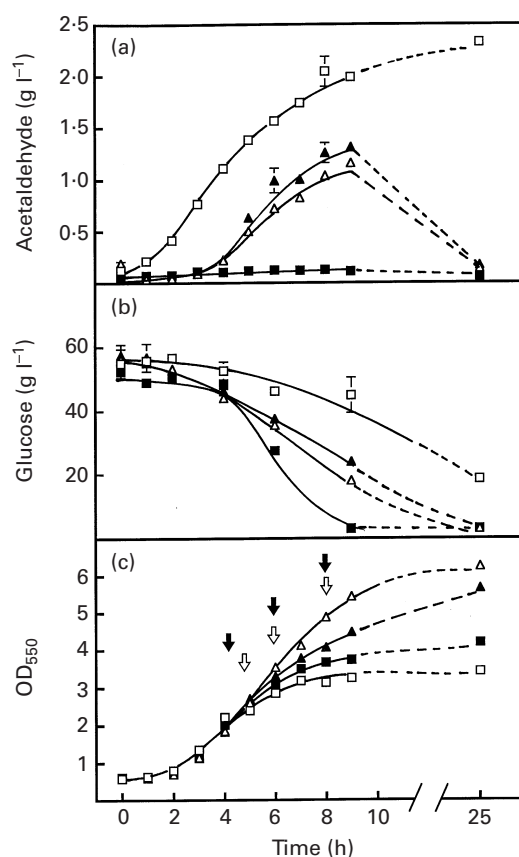 (a)
Acetaldehyde (g l⁻¹)
2·5
2·0
1·5
1·0
0·5
(b)
Glucose (g l⁻¹)
60
40
20
(c)
OD₅₅₀
6
5
4
3
2
1
0 2 4 6 8 10 25
Time (h)